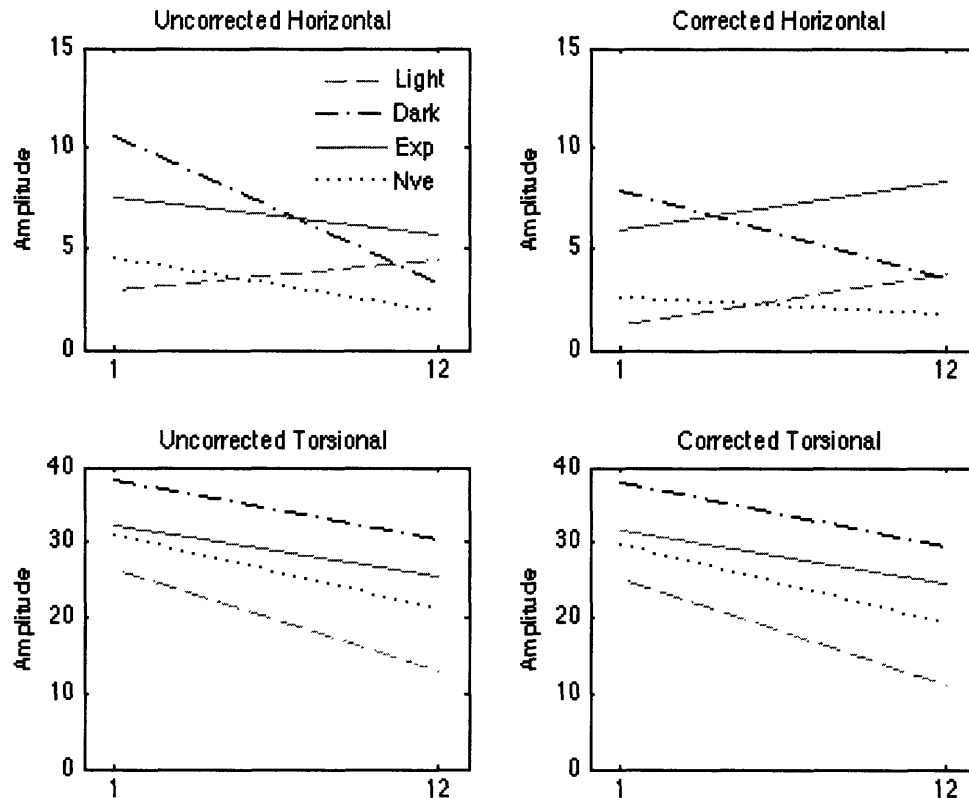 Uncorrected Horizontal
15
10
5
0
Amplitude
Light
Dark
Exp
Nve
1
12
Corrected Horizontal
15
10
5
0
Amplitude
1
12
Uncorrected Torsional
40
30
20
10
0
Amplitude
1
12
Corrected Torsional
40
30
20
10
0
Amplitude
1
12